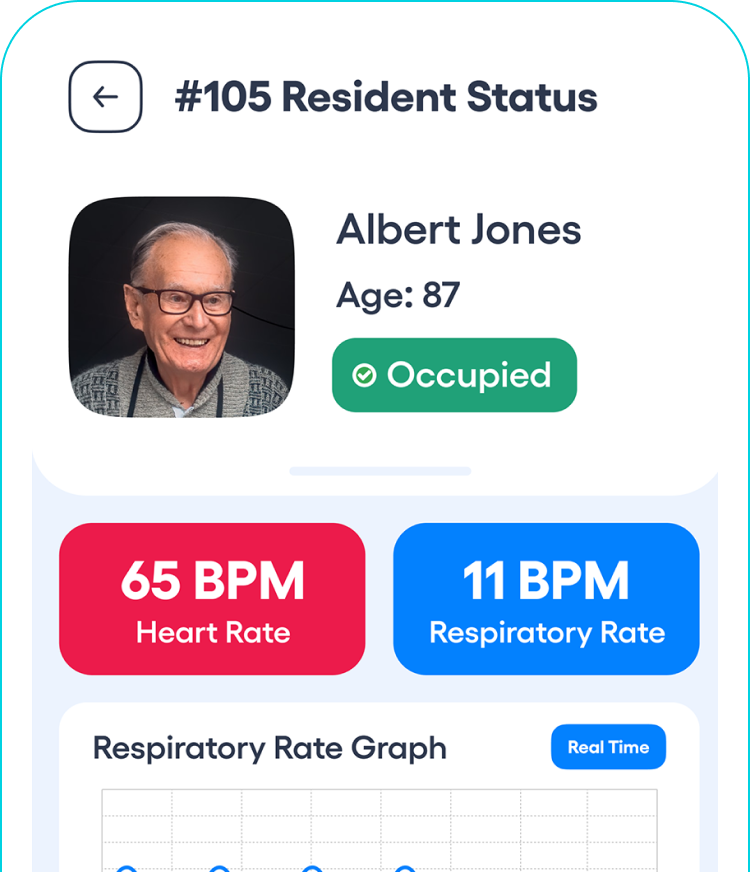 #105 Resident Status
Albert Jones
Age: 87
Occupied
65 BPM
Heart Rate
11 BPM
Respiratory Rate
Respiratory Rate Graph
Real Time